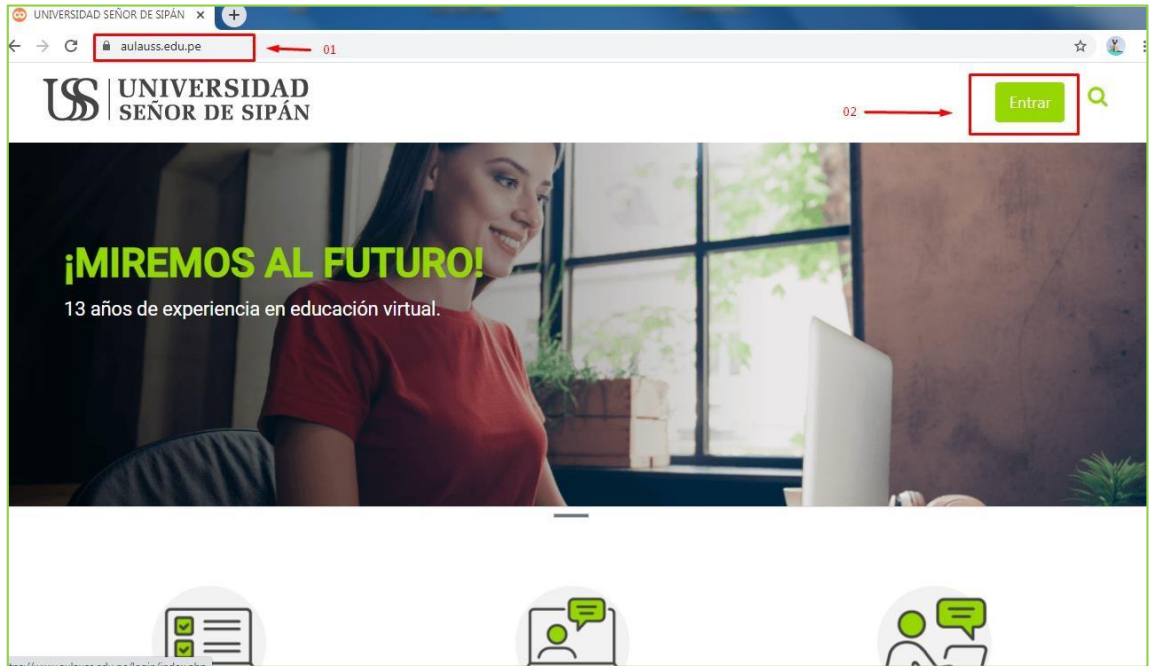 UNIVERSIDAD SEÑOR DE SIPÁN
aulauss.edu.pe
01
USS UNIVERSIDAD
SEÑOR DE SIPÁN
02
Entrar
¡MIREMOS AL FUTURO!
13 años de experiencia en educación virtual.